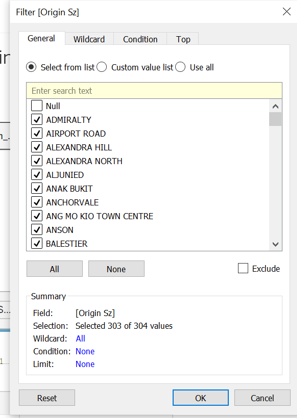 Filter [Origin Sz]
General Wildcard Condition Top
Select from list Custom value list Use all
Enter search text
Null
ADMIRALTY
AIRPORT ROAD
ALEXANDRA HILL
ALEXANDRA NORTH
ALJUNIED
ANAK BUKIT
ANCHORVALE
ANG MO KIO TOWN CENTRE
ANSON
BALESTIER
All None Exclude
Summary
Field: [Origin Sz]
Selection: Selected 303 of 304 values
Wildcard: All
Condition: None
Limit: None
Reset OK Cancel